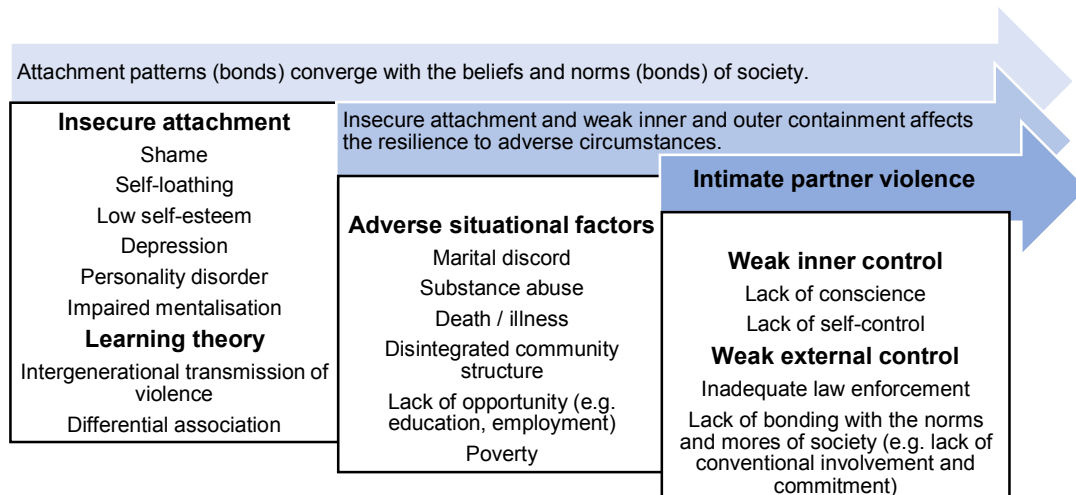 Attachment patterns (bonds) converge with the beliefs and norms (bonds) of society.
Insecure attachment
Shame
Self-loathing
Low self-esteem
Depression
Personality disorder
Impaired mentalisation
Learning theory
Intergenerational transmission of
violence
Differential association
Insecure attachment and weak inner and outer containment affects
the resilience to adverse circumstances.
Adverse situational factors
Marital discord
Substance abuse
Death / illness
Disintegrated community
structure
Lack of opportunity (e.g.
education, employment)
Poverty
Intimate partner violence
Weak inner control
Lack of conscience
Lack of self-control
Weak external control
Inadequate law enforcement
Lack of bonding with the norms
and mores of society (e.g. lack of
conventional involvement and
commitment)